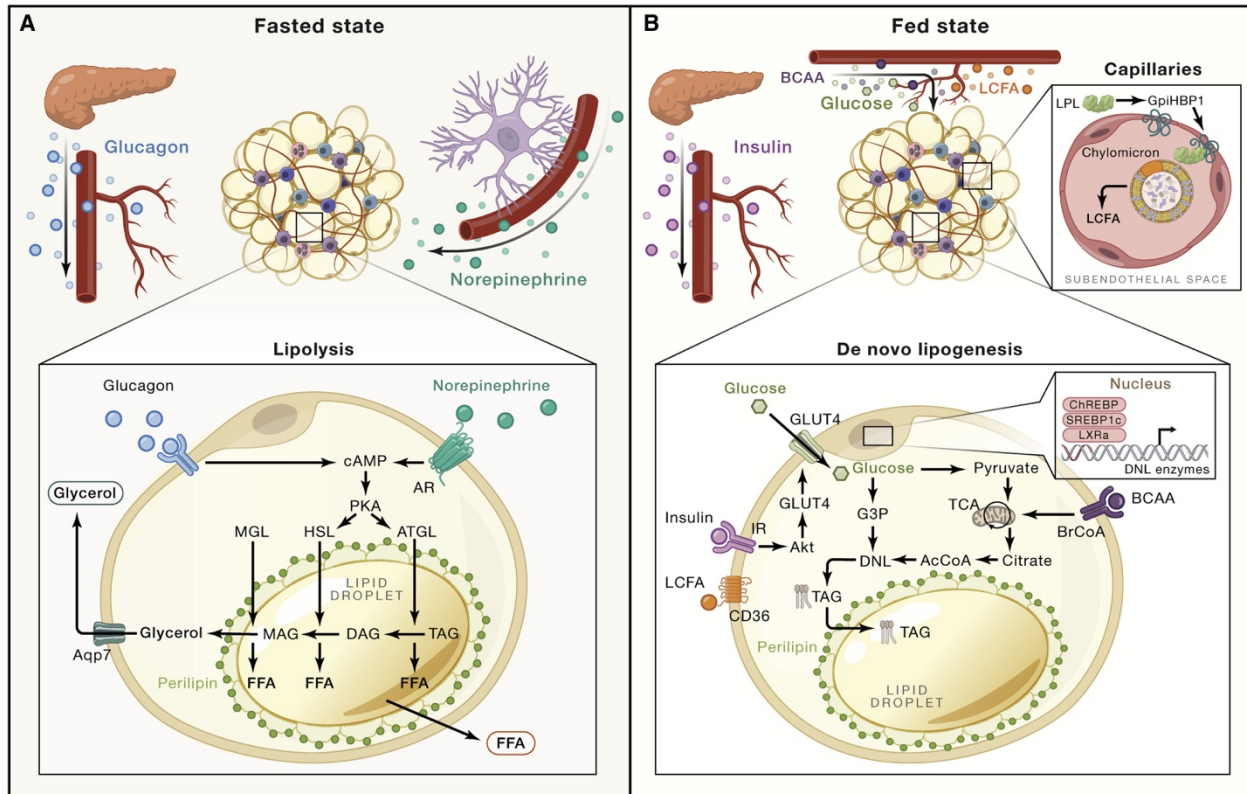 A
Fasted state
Glucagon
Norepinephrine
Lipolysis
Glucagon
Norepinephrine
cAMP
AR
Glycerol
PKA
MGL
HSL
ATGL
LIPID
DROPLET
Glycerol
MAG
DAG
TAG
Aqp7
Perilipin
FFA
FFA
FFA
FFA
B
Fed state
BCAA
Glucose
LCFA
Insulin
Capillaries
LPL
GpiHBP1
Chylomicron
LCFA
SUBENDOTHELIAL SPACE
De novo lipogenesis
Glucose
GLUT4
Nucleus
ChREBP
SREBP1c
LXRa
DNL enzymes
Glucose
Pyruvate
GLUT4
G3P
TCA
BCAA
Insulin
IR
Akt
BrCoA
DNL
AcCoA
Citrate
LCFA
CD36
TAG
TAG
Perilipin
LIPID
DROPLET